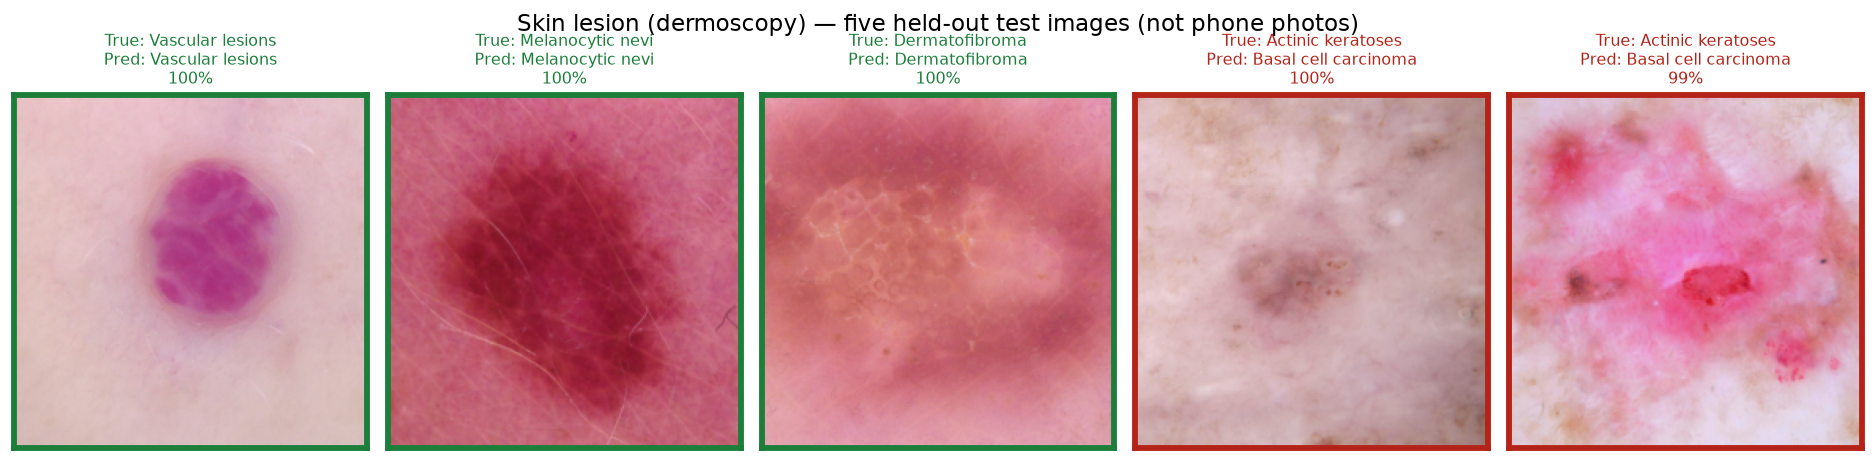 Skin lesion (dermoscopy) — five held-out test images (not phone photos)
True: Vascular lesions
Pred: Vascular lesions
100%
True: Melanocytic nevi
Pred: Melanocytic nevi
100%
True: Dermatofibroma
Pred: Dermatofibroma
100%
True: Actinic keratoses
Pred: Basal cell carcinoma
100%
True: Actinic keratoses
Pred: Basal cell carcinoma
99%